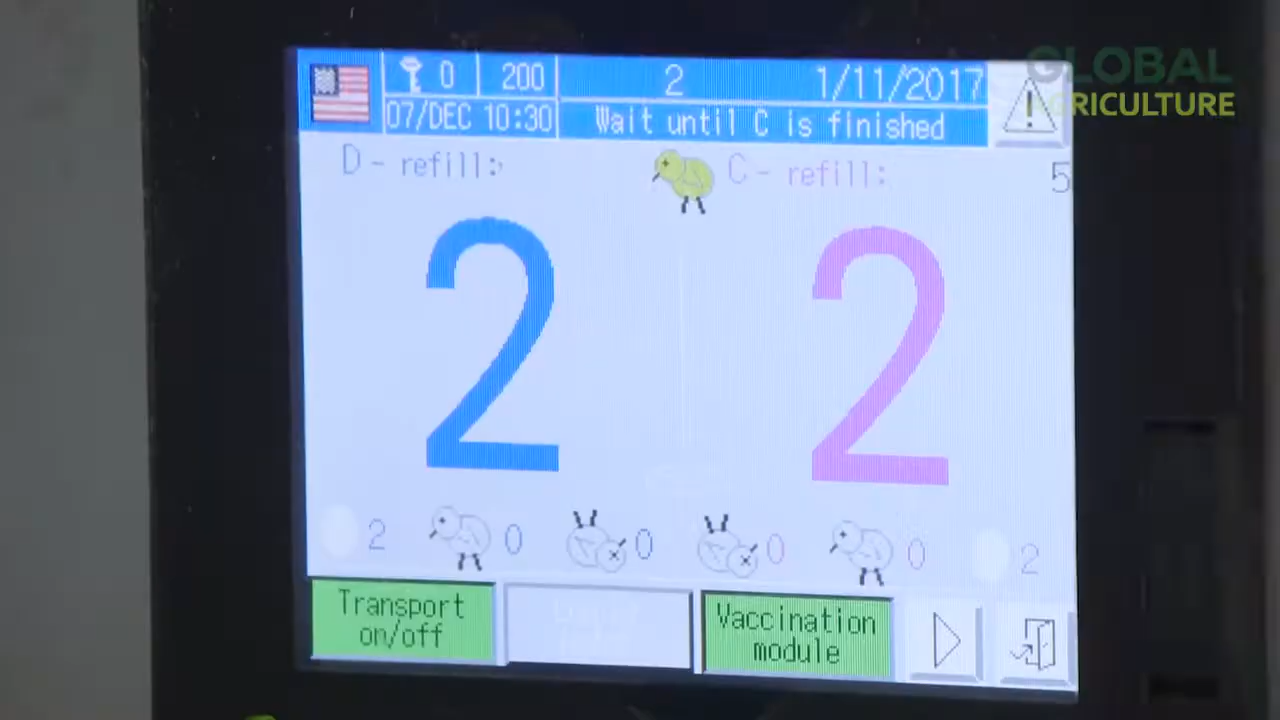 GLOBAL
AGRICULTURE
0 200 2 1/11/2017
07/DEC 10:30 Wait until C is finished
D - refill: C - refill: 5
2 2
2 0 0 0 0 2
Transport
on/off
Vaccination
module